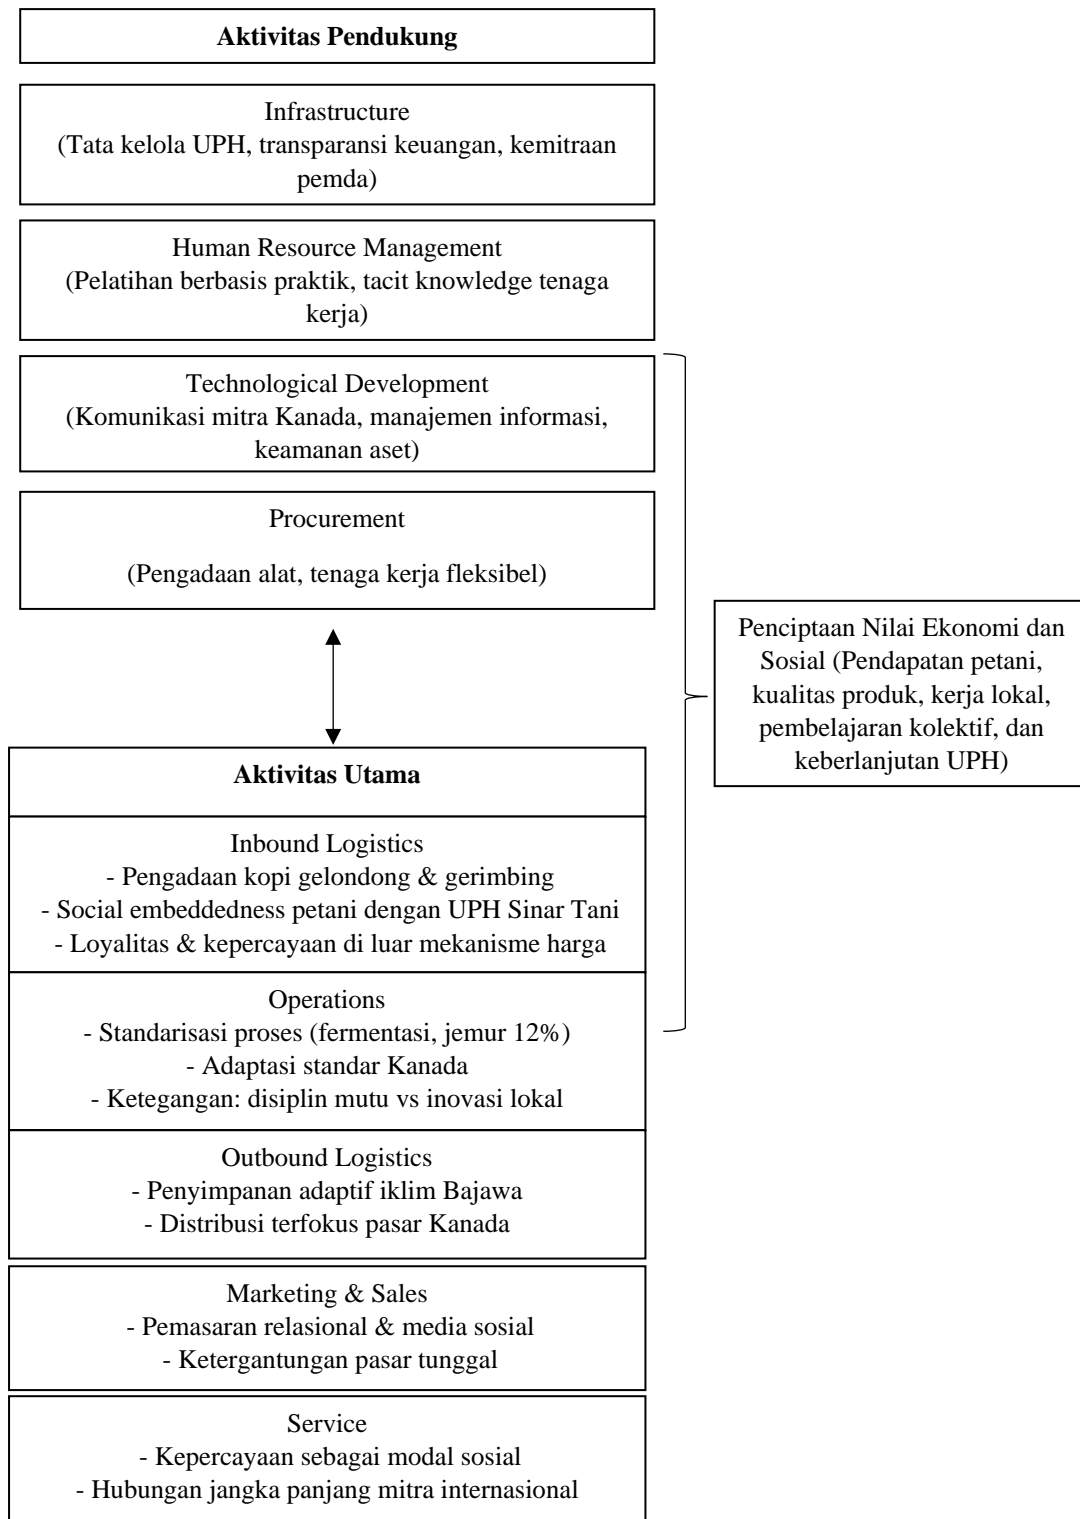 Aktivitas Pendukung
Infrastructure
(Tata kelola UPH, transparansi keuangan, kemitraan
pemda)
Human Resource Management
(Pelatihan berbasis praktik, tacit knowledge tenaga
kerja)
Technological Development
(Komunikasi mitra Kanada, manajemen informasi,
keamanan aset)
Procurement
(Pengadaan alat, tenaga kerja fleksibel)
Penciptaan Nilai Ekonomi dan
Sosial (Pendapatan petani,
kualitas produk, kerja lokal,
pembelajaran kolektif, dan
keberlanjutan UPH)
Aktivitas Utama
Inbound Logistics
- Pengadaan kopi gelondong & gerimbing
- Social embeddedness petani dengan UPH Sinar Tani
- Loyalitas & kepercayaan di luar mekanisme harga
Operations
- Standarisasi proses (fermentasi, jemur 12%)
- Adaptasi standar Kanada
- Ketegangan: disiplin mutu vs inovasi lokal
Outbound Logistics
- Penyimpanan adaptif iklim Bajawa
- Distribusi terfokus pasar Kanada
Marketing & Sales
- Pemasaran relasional & media sosial
- Ketergantungan pasar tunggal
Service
- Kepercayaan sebagai modal sosial
- Hubungan jangka panjang mitra internasional